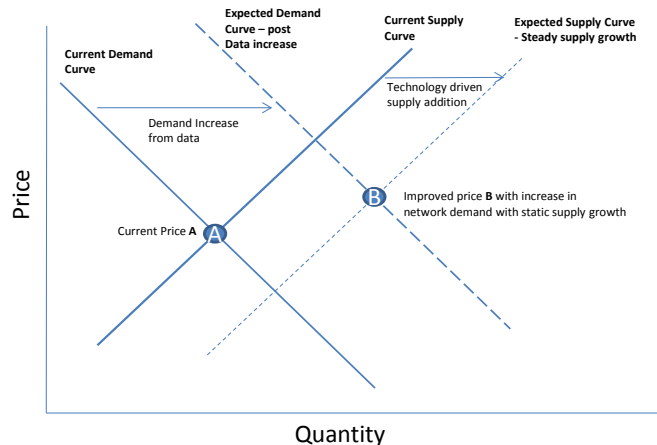 Current Demand
Curve
Expected Demand
Curve – post
Data increase
Current Supply
Curve
Expected Supply Curve
- Steady supply growth
Demand Increase
from data
Technology driven
supply addition
Current Price A
A
B
Improved price B with increase in
network demand with static supply growth
Price
Quantity